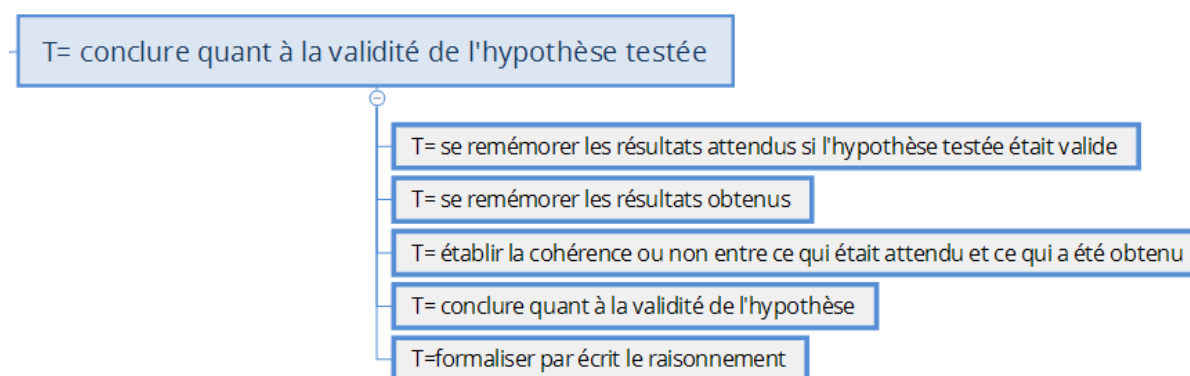 T= conclure quant à la validité de l'hypothèse testée
T= se remémorer les résultats attendus si l'hypothèse testée était valide
T= se remémorer les résultats obtenus
T= établir la cohérence ou non entre ce qui était attendu et ce qui a été obtenu
T= conclure quant à la validité de l'hypothèse
T=formaliser par écrit le raisonnement